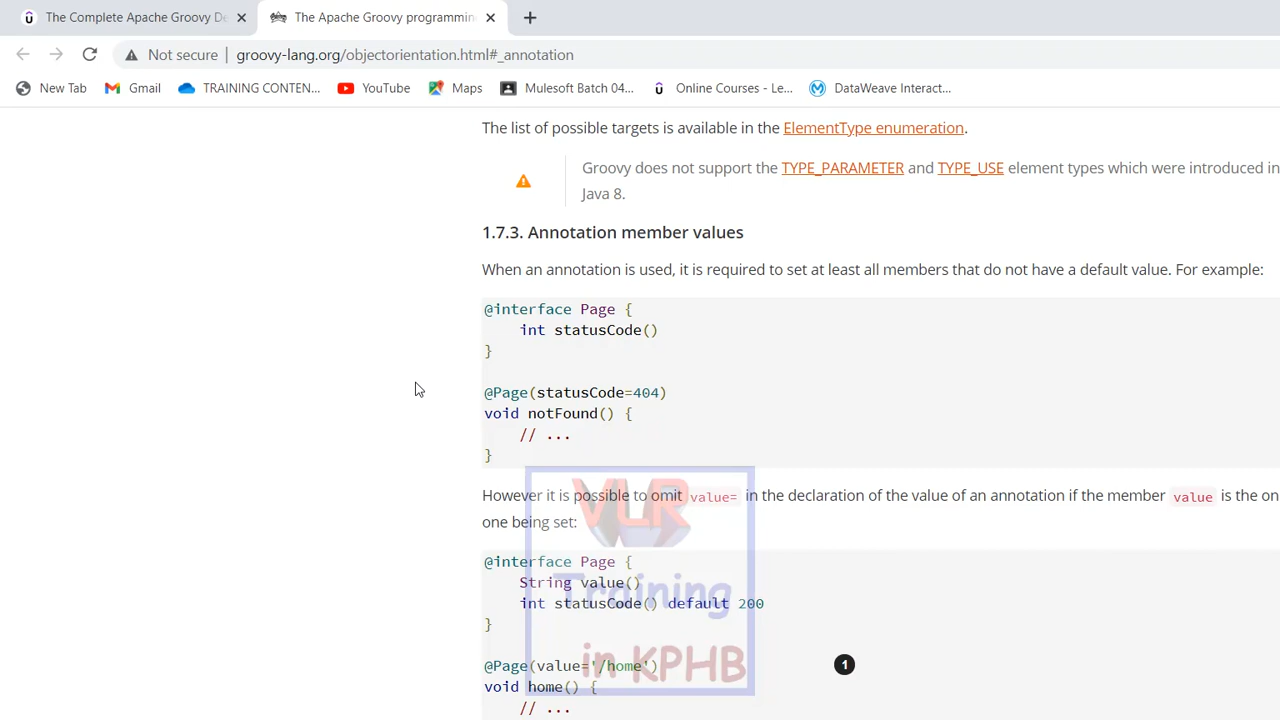 The Complete Apache Groovy De
The Apache Groovy programmin
Not secure
groovy-lang.org/objectorientation.html#_annotation
New Tab
Gmail
TRAINING CONTEN...
YouTube
Maps
Mulesoft Batch 04...
Online Courses - Le...
DataWeave Interact...
The list of possible targets is available in the ElementType enumeration.
Groovy does not support the TYPE_PARAMETER and TYPE_USE element types which were introduced in
Java 8.
1.7.3. Annotation member values
When an annotation is used, it is required to set at least all members that do not have a default value. For example:
@interface Page {
int statusCode()
}
@Page(statusCode=404)
void notFound() {
// ...
}
However it is possible to omit value= in the declaration of the value of an annotation if the member value is the on
one being set:
@interface Page {
String value()
int statusCode() default 200
}
@Page(value='/home')
1
void home() {
// ...
VLR
Training
in KPHB